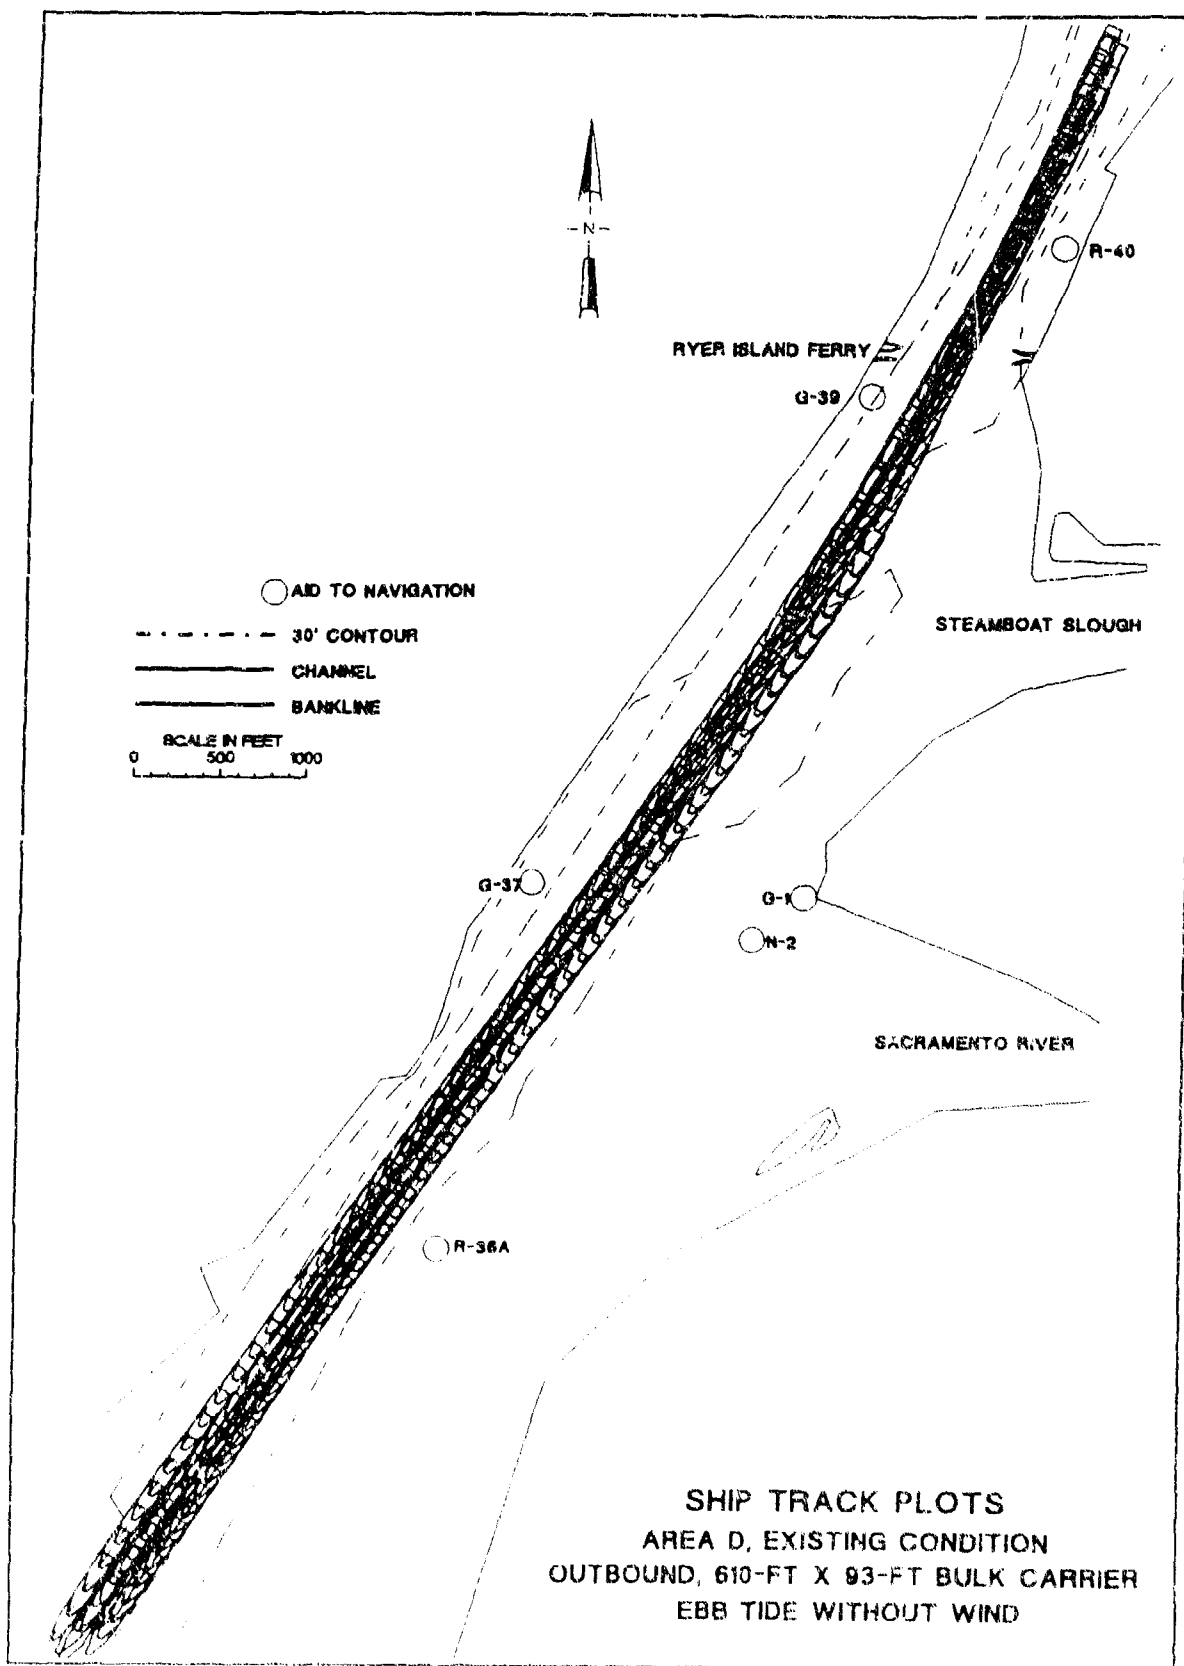 -N-
R-40
RYER ISLAND FERRY
G-39
AID TO NAVIGATION
30' CONTOUR
CHANNEL
BANKLINE
SCALE IN FEET
0 500 1000
STEAMBOAT SLOUGH
G-37
G-1
N-2
SACRAMENTO RIVER
R-36A
SHIP TRACK PLOTS
AREA D, EXISTING CONDITION
OUTBOUND, 610-FT X 93-FT BULK CARRIER
EBB TIDE WITHOUT WIND